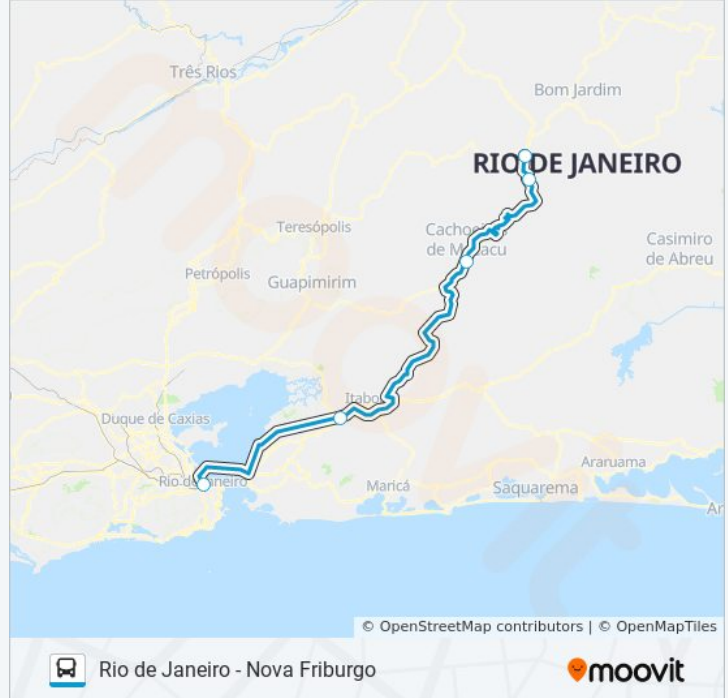 Três Rios
Bom Jardim
RIO DE JANEIRO
Teresópolis
Casimiro
de Abreu
Petrópolis
Guapimirim
Duque de Caxias
Araruama
Maricá
Saquarema
© OpenStreetMap contributors | © OpenMapTiles
Rio de Janeiro - Nova Friburgo
moovit